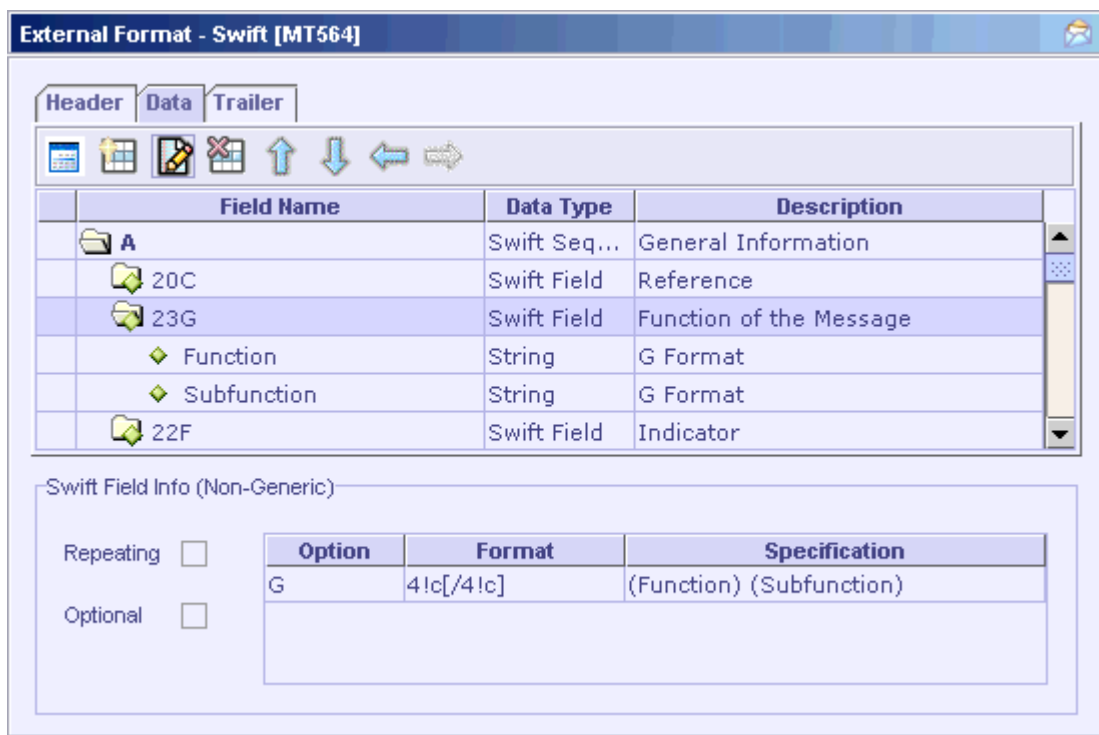 External Format - Swift [MT564]
Header Data Trailer
Field Name Data Type Description
A Swift Seq... General Information
20C Swift Field Reference
23G Swift Field Function of the Message
Function String G Format
Subfunction String G Format
22F Swift Field Indicator
Swift Field Info (Non-Generic)
Repeating
Optional
Option Format Specification
G 4!c[/4!c] (Function) (Subfunction)